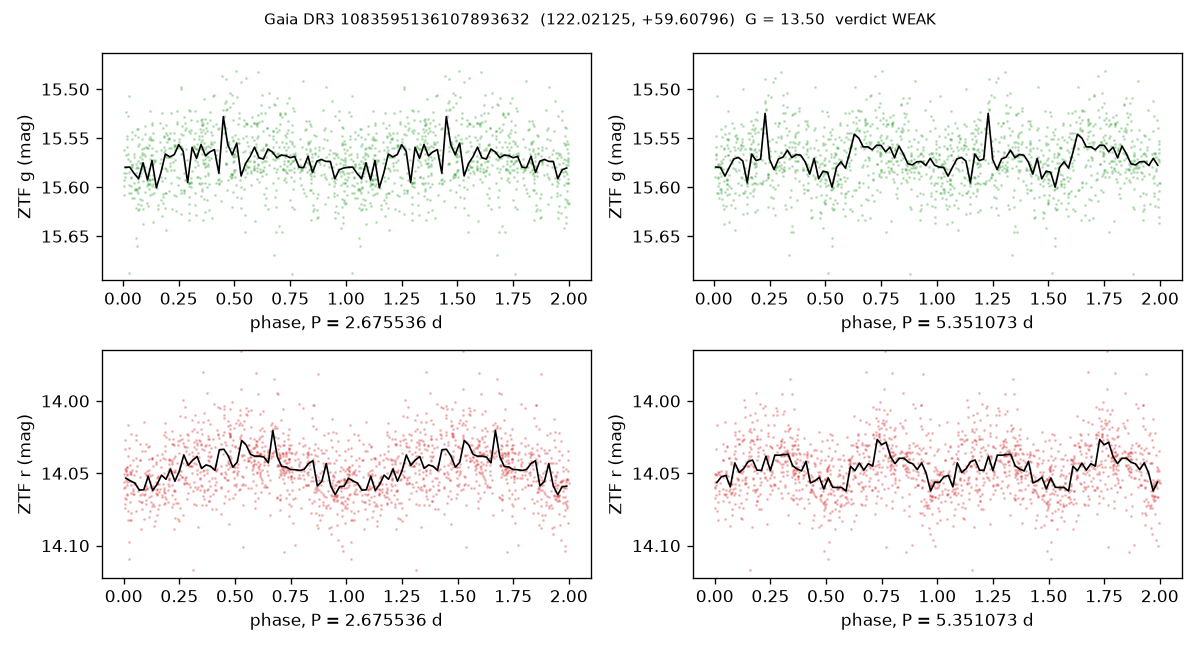 Gaia DR3 1083595136107893632 (122.02125, +59.60796) G = 13.50 verdict WEAK
ZTF g (mag)
15.50
15.55
15.60
15.65
0.00 0.25 0.50 0.75 1.00 1.25 1.50 1.75 2.00
phase, P = 2.675536 d
ZTF g (mag)
15.50
15.55
15.60
15.65
0.00 0.25 0.50 0.75 1.00 1.25 1.50 1.75 2.00
phase, P = 5.351073 d
ZTF r (mag)
14.00
14.05
14.10
0.00 0.25 0.50 0.75 1.00 1.25 1.50 1.75 2.00
phase, P = 2.675536 d
ZTF r (mag)
14.00
14.05
14.10
0.00 0.25 0.50 0.75 1.00 1.25 1.50 1.75 2.00
phase, P = 5.351073 d